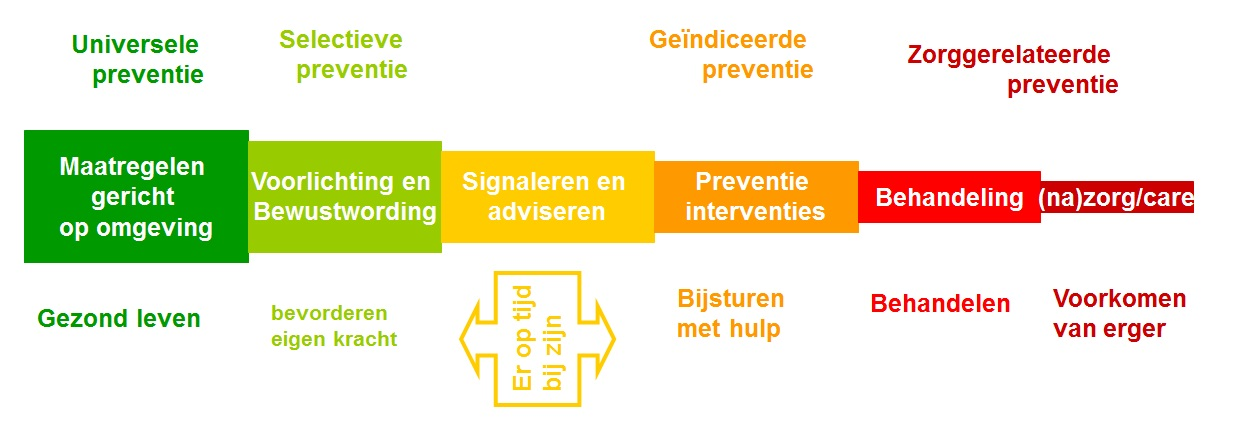 Universele
preventie
Selectieve
preventie
Geïndiceerde
preventie
Zorggerelateerde
preventie
Maatregelen
gericht
op omgeving
Voorlichting en
Bewustwording
Signaleren en
adviseren
Preventie
interventies
Behandeling
(na)zorg/care
Gezond leven
bevorderen
eigen kracht
Er op tijd
bij zijn
Bijsturen
met hulp
Behandelen
Voorkomen
van erger